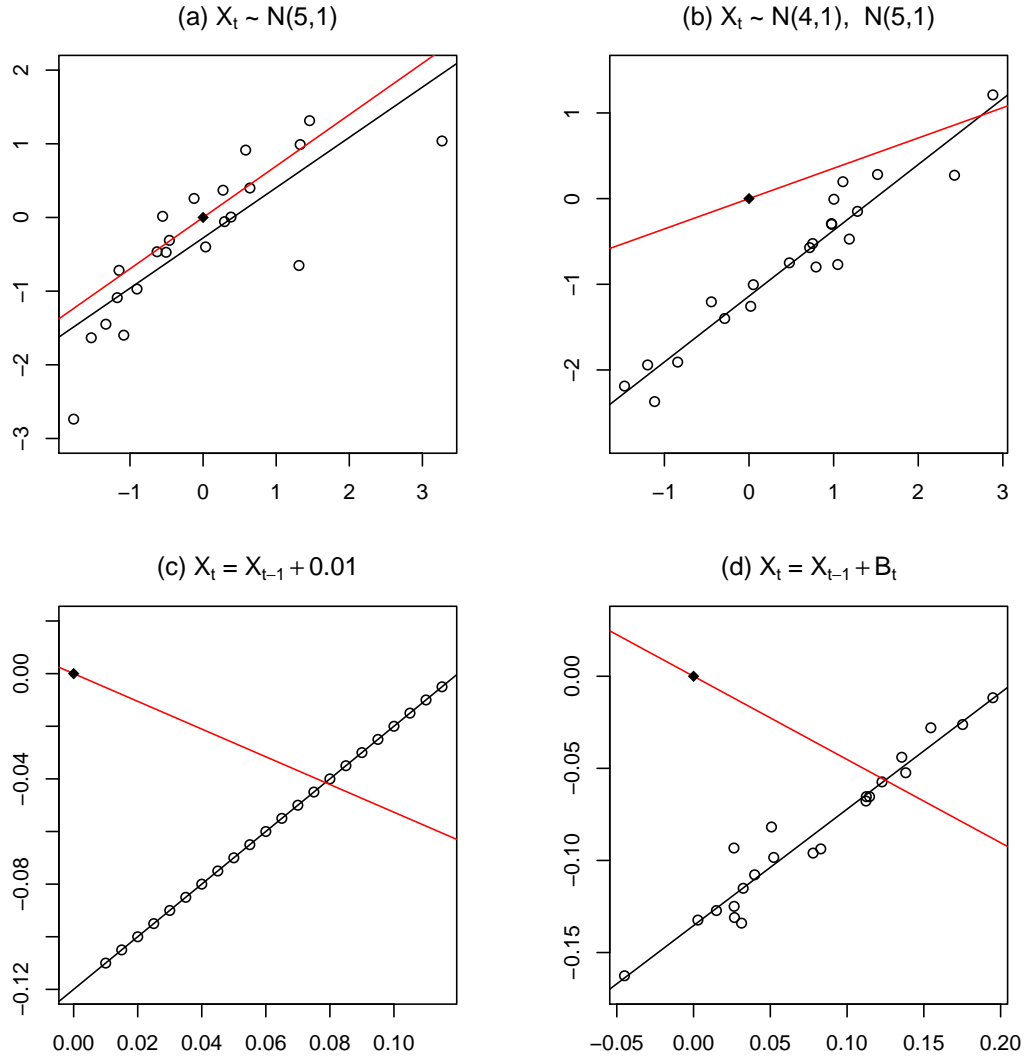 (a) Xₜ ~ N(5,1)
2
1
0
−1
−2
−3
−1 0 1 2 3
(b) Xₜ ~ N(4,1), N(5,1)
1
0
−1
−2
−1 0 1 2 3
(c) Xₜ = Xₜ₋₁ + 0.01
0.00
−0.04
−0.08
−0.12
0.00 0.02 0.04 0.06 0.08 0.10
(d) Xₜ = Xₜ₋₁ + Bₜ
0.00
−0.05
−0.10
−0.15
−0.05 0.00 0.05 0.10 0.15 0.20